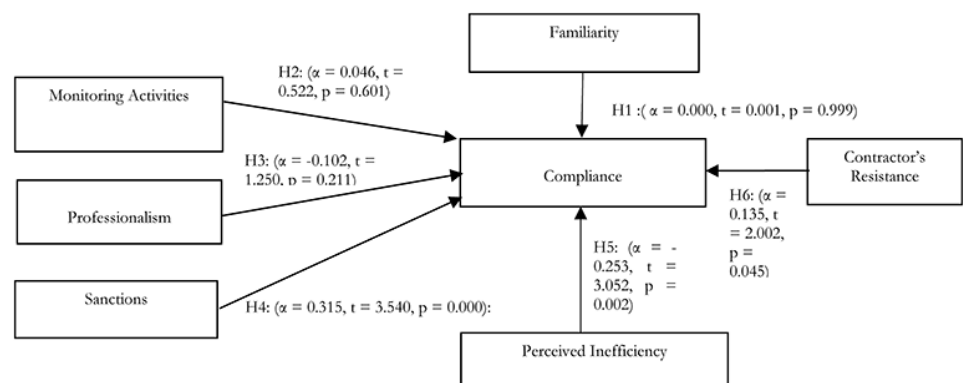 Familiarity
H2: (α = 0.046, t =
0.522, p = 0.601)
Monitoring Activities
H1 :( α = 0.000, t = 0.001, p = 0.999)
H3: (α = -0.102, t =
1.250, p = 0.211)
Compliance
Contractor's
Resistance
Professionalism
H6: (α =
0.135, t
= 2.002,
p =
0.045)
H5: (α = -
0.253, t =
3.052, p =
0.002)
Sanctions
H4: (α = 0.315, t = 3.540, p = 0.000):
Perceived Inefficiency